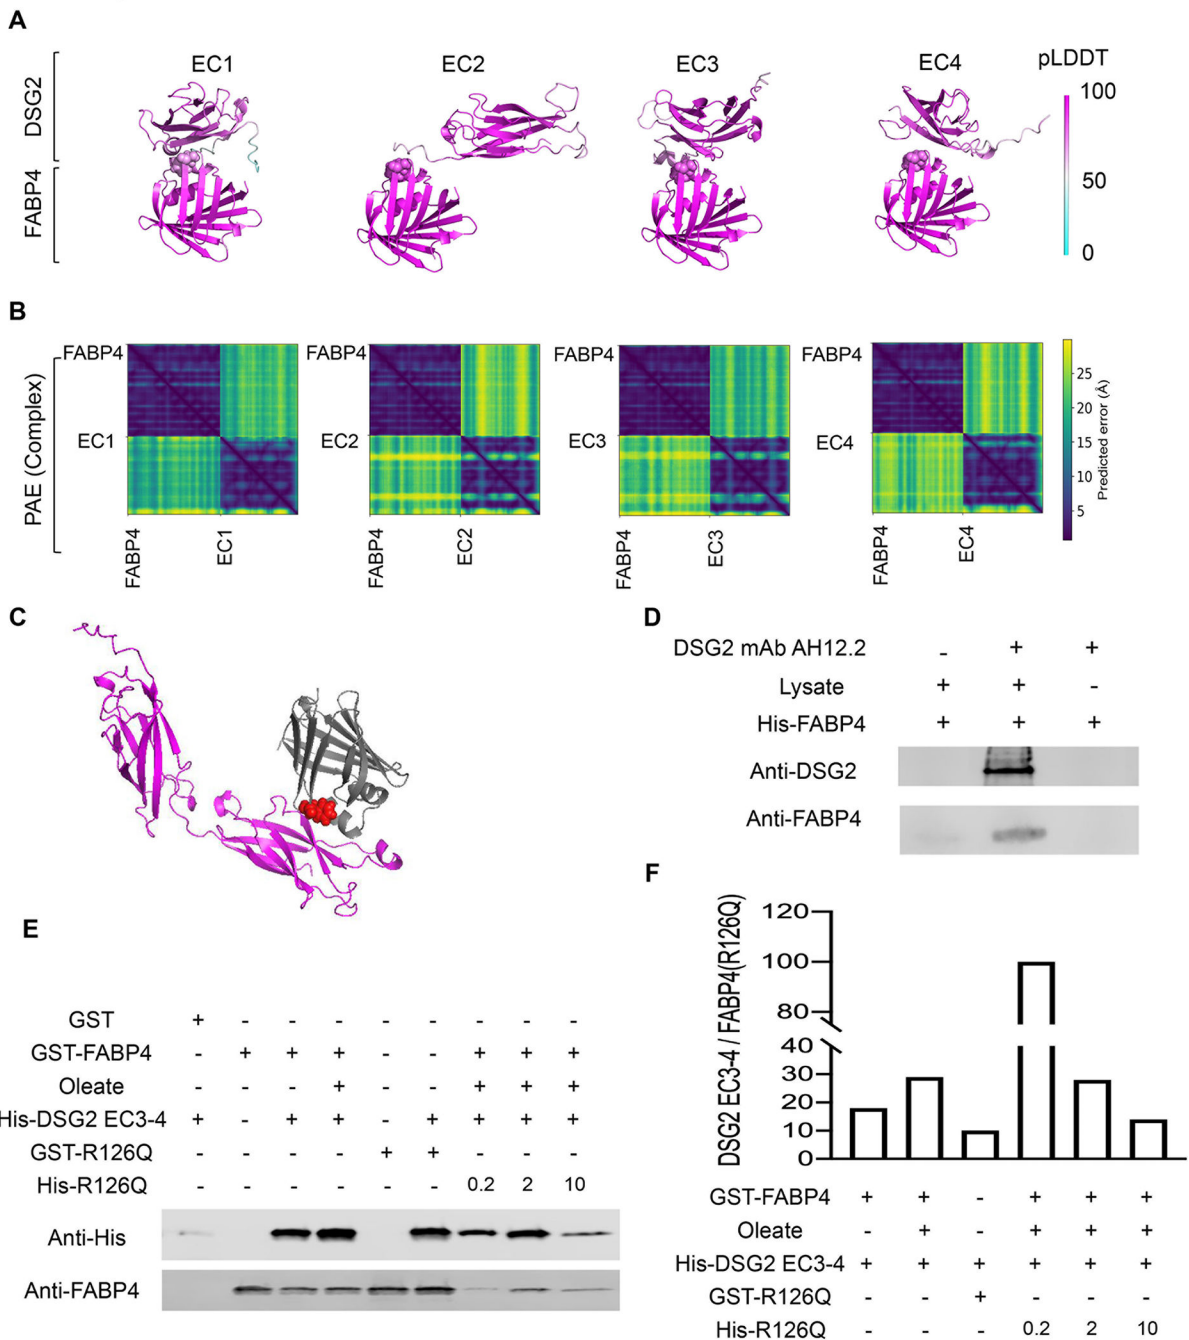 A
EC1 EC2 EC3 EC4 pLDDT
DSG2
FABP4
100
50
0
B
PAE (Complex)
FABP4 FABP4 FABP4 FABP4
EC1 EC2 EC3 EC4
FABP4 EC1 FABP4 EC2 FABP4 EC3 FABP4 EC4
25
20
15
10
5
Predicted error (Å)
C
D
DSG2 mAb AH12.2 - + +
Lysate + + -
His-FABP4 + + +
Anti-DSG2
Anti-FABP4
E
GST + - - - - - - - -
GST-FABP4 - + + + - - + + +
Oleate - - - + - - + + +
His-DSG2 EC3-4 + - + + - + + + +
GST-R126Q - - - - + + - - -
His-R126Q - - - - - - 0.2 2 10
Anti-His
Anti-FABP4
F
DSG2 EC3-4 / FABP4(R126Q)
120
100
80
40
30
20
10
0
GST-FABP4 + + - + + +
Oleate - + - + + +
His-DSG2 EC3-4 + + + + + +
GST-R126Q - - + - - -
His-R126Q - - - 0.2 2 10